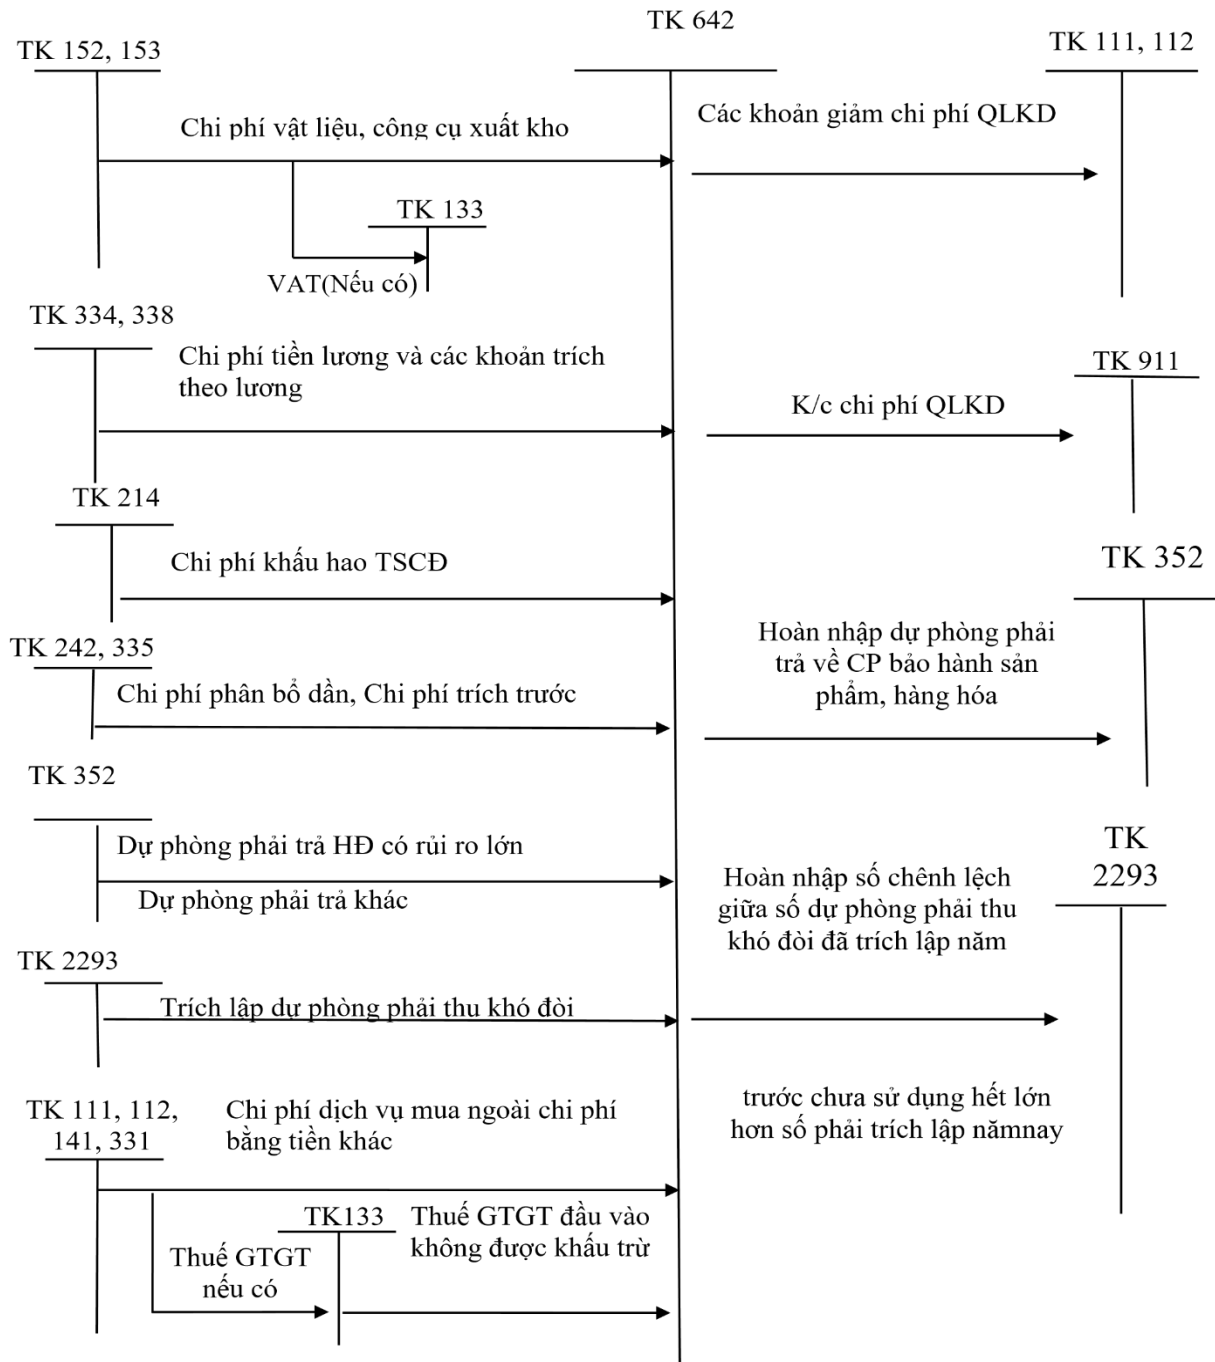 TK 642
TK 152, 153
TK 111, 112
Chi phí vật liệu, công cụ xuất kho
Các khoản giảm chi phí QLKD
TK 133
VAT(Nếu có)
TK 334, 338
Chi phí tiền lương và các khoản trích
theo lương
TK 911
K/c chi phí QLKD
TK 214
Chi phí khấu hao TSCĐ
TK 352
TK 242, 335
Chi phí phân bổ dần, Chi phí trích trước
Hoàn nhập dự phòng phải
trả về CP bảo hành sản
phẩm, hàng hóa
TK 352
Dự phòng phải trả HĐ có rủi ro lớn
Dự phòng phải trả khác
TK
2293
Hoàn nhập số chênh lệch
giữa số dự phòng phải thu
khó đòi đã trích lập năm
TK 2293
Trích lập dự phòng phải thu khó đòi
trước chưa sử dụng hết lớn
hơn số phải trích lập nămnay
TK 111, 112,
141, 331
Chi phí dịch vụ mua ngoài chi phí
bằng tiền khác
TK133
Thuế GTGT đầu vào
không được khấu trừ
Thuế GTGT
nếu có